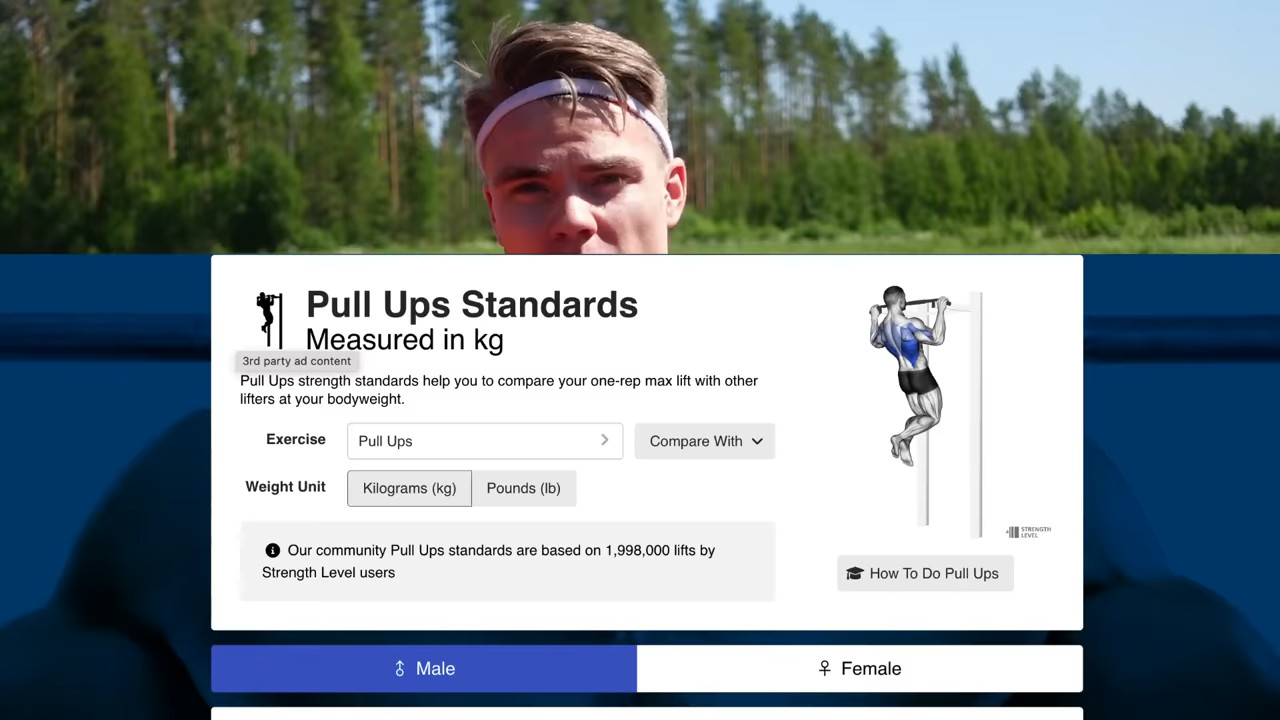 Pull Ups Standards
Measured in kg
3rd party ad content
Pull Ups strength standards help you to compare your one-rep max lift with other
lifters at your bodyweight.
Exercise
Pull Ups
Compare With
Weight Unit
Kilograms (kg)
Pounds (lb)
Our community Pull Ups standards are based on 1,998,000 lifts by
Strength Level users
STRENGTH
LEVEL
How To Do Pull Ups
Male
Female